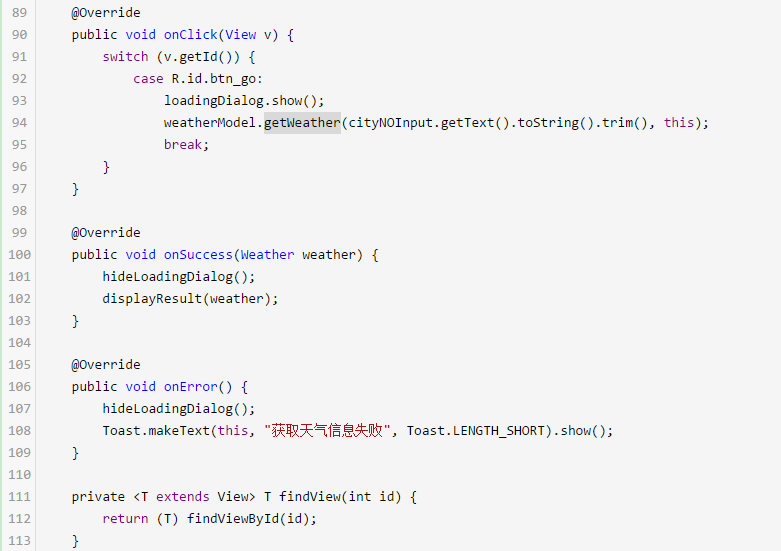 89 @Override
90 public void onClick(View v) {
91 switch (v.getId()) {
92 case R.id.btn_go:
93 loadingDialog.show();
94 weatherModel.getWeather(cityNOInput.getText().toString().trim(), this);
95 break;
96 }
97 }
98
99 @Override
100 public void onSuccess(Weather weather) {
101 hideLoadingDialog();
102 displayResult(weather);
103 }
104
105 @Override
106 public void onError() {
107 hideLoadingDialog();
108 Toast.makeText(this, "获取天气信息失败", Toast.LENGTH_SHORT).show();
109 }
110
111 private <T extends View> T findView(int id) {
112 return (T) findViewById(id);
113 }